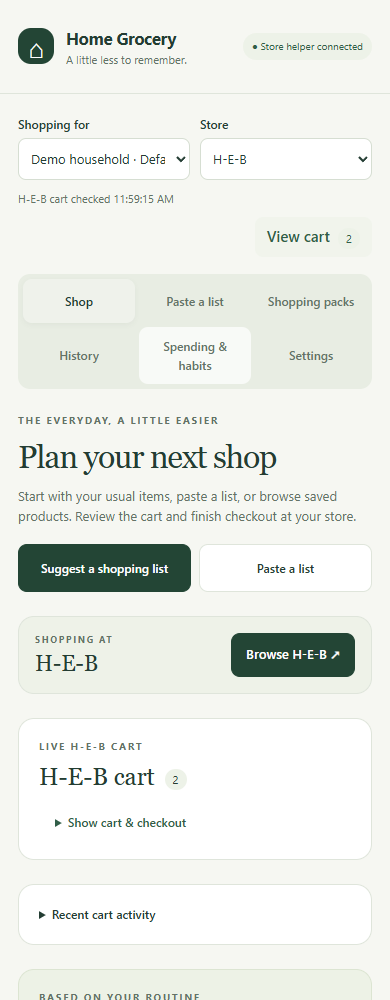 Home Grocery
A little less to remember.
● Store helper connected
Shopping for
Store
Demo household · Defa
H-E-B
H-E-B cart checked 11:59:15 AM
View cart 2
Shop
Paste a list
Shopping packs
History
Spending &
habits
Settings
THE EVERYDAY, A LITTLE EASIER
Plan your next shop
Start with your usual items, paste a list, or browse saved
products. Review the cart and finish checkout at your store.
Suggest a shopping list
Paste a list
SHOPPING AT
H-E-B
Browse H-E-B ↗
LIVE H-E-B CART
H-E-B cart 2
▶ Show cart & checkout
▶ Recent cart activity
BASED ON YOUR ROUTINE